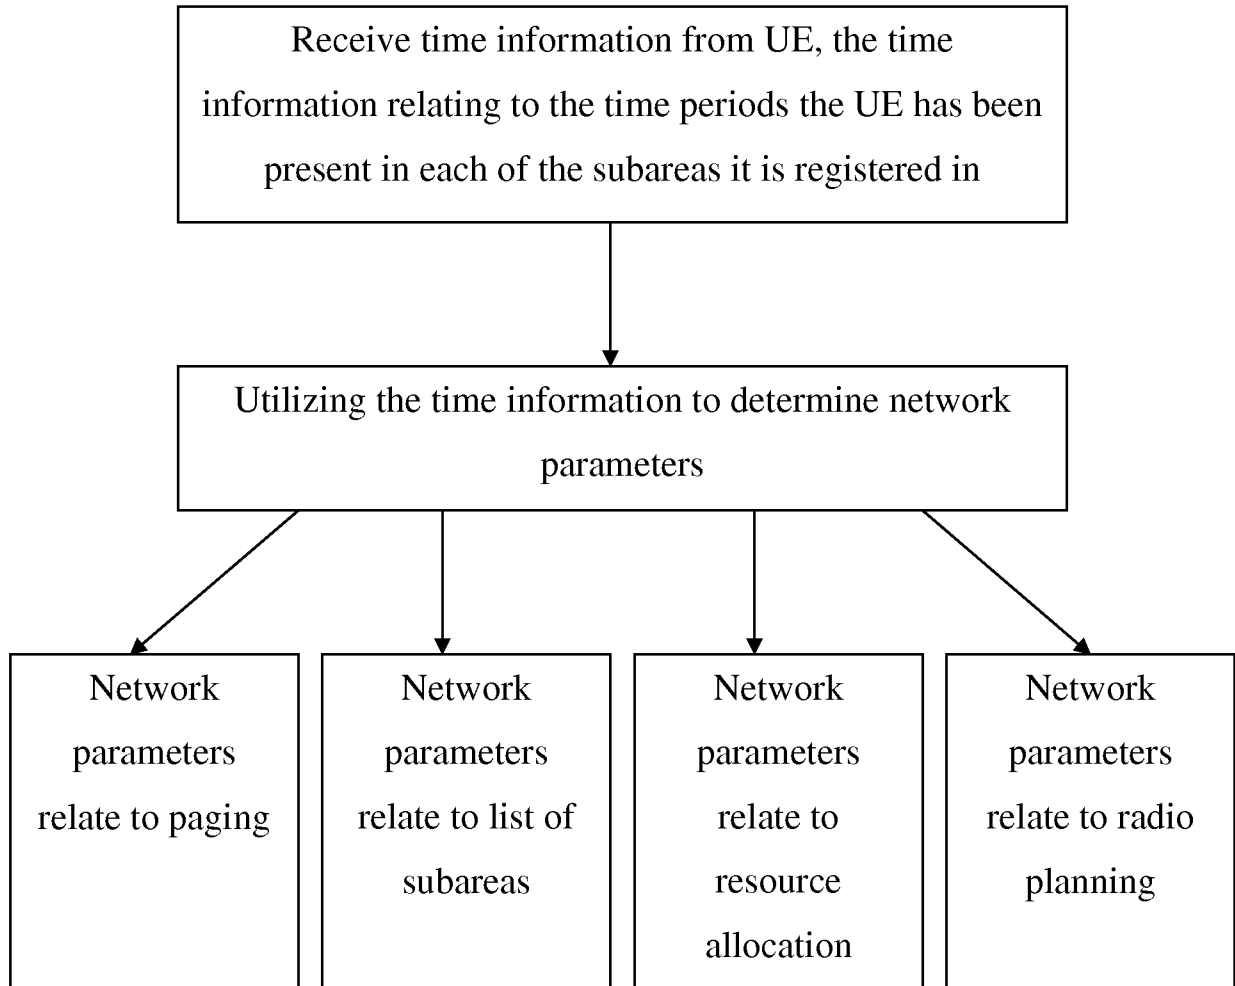 Receive time information from UE, the time
information relating to the time periods the UE has been
present in each of the subareas it is registered in
Utilizing the time information to determine network
parameters
Network
parameters
relate to paging
Network
parameters
relate to list of
subareas
Network
parameters
relate to
resource
allocation
Network
parameters
relate to radio
planning